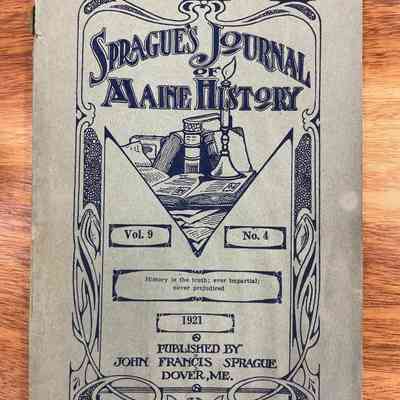 SPRAGUE'S JOURNAL
OF
MAINE HISTORY
Vol. 9
No. 4
History is the truth; ever impartial;
never prejudiced
1921
PUBLISHED BY
JOHN FRANCIS SPRAGUE
DOVER, ME.